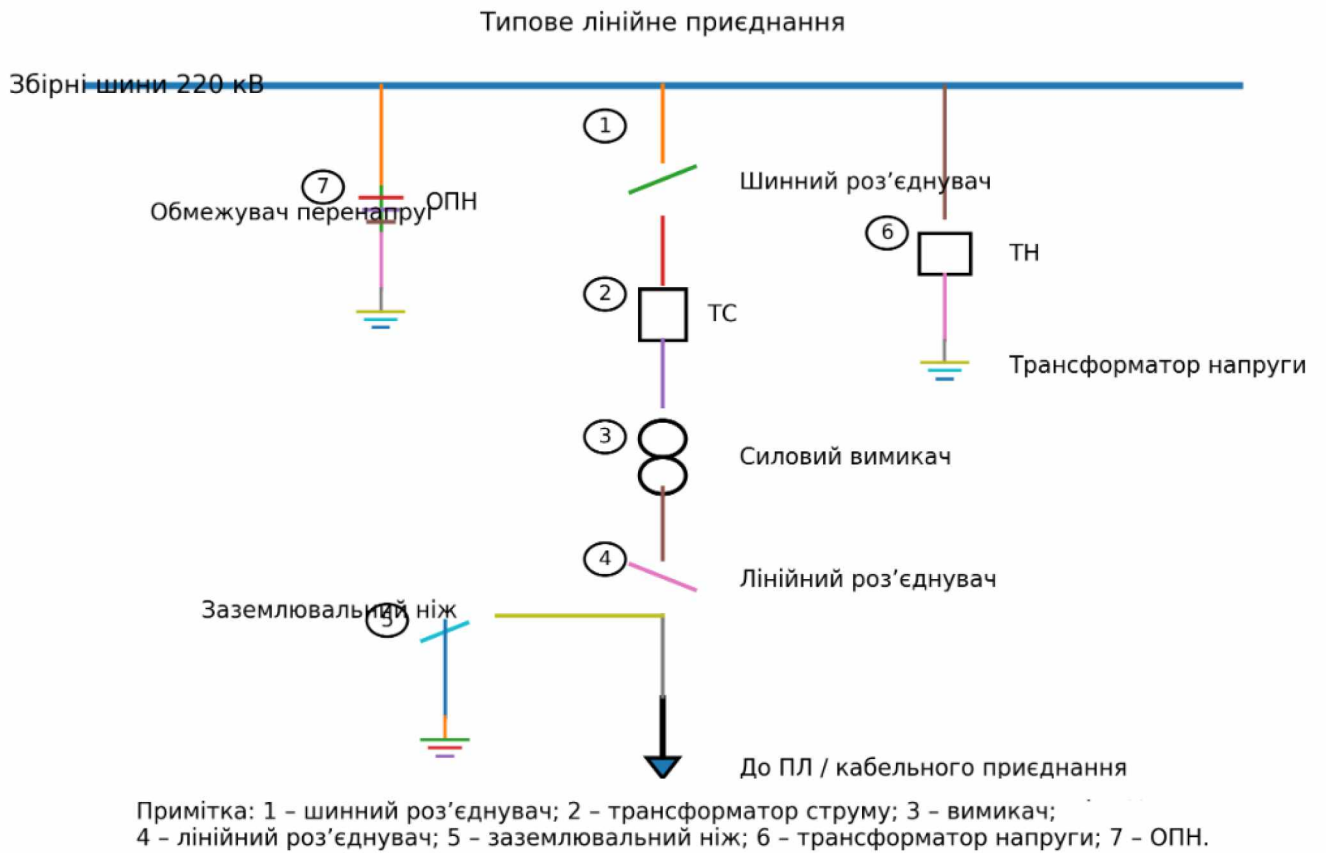 Типове лінійне приєднання
Збірні шини 220 кВ
1
Шинний роз’єднувач
7
ОПН
Обмежувач перенапруг
6
ТН
2
ТС
Трансформатор напруги
3
Силовий вимикач
4
Лінійний роз’єднувач
Заземлювальний ніж
5
До ПЛ / кабельного приєднання
Примітка: 1 – шинний роз’єднувач; 2 – трансформатор струму; 3 – вимикач;
4 – лінійний роз’єднувач; 5 – заземлювальний ніж; 6 – трансформатор напруги; 7 – ОПН.